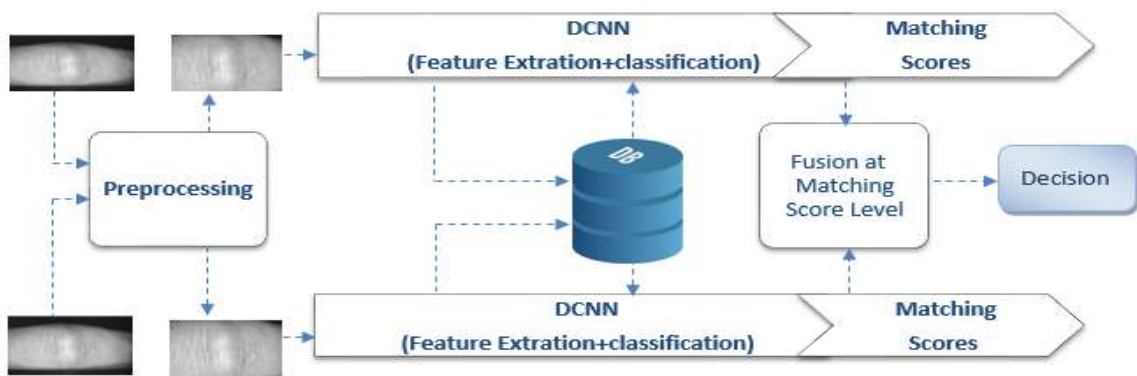 DCNN
(Feature Extration+classification)
Matching
Scores
Preprocessing
DB
Fusion at
Matching
Score Level
Decision
DCNN
(Feature Extration+classification)
Matching
Scores